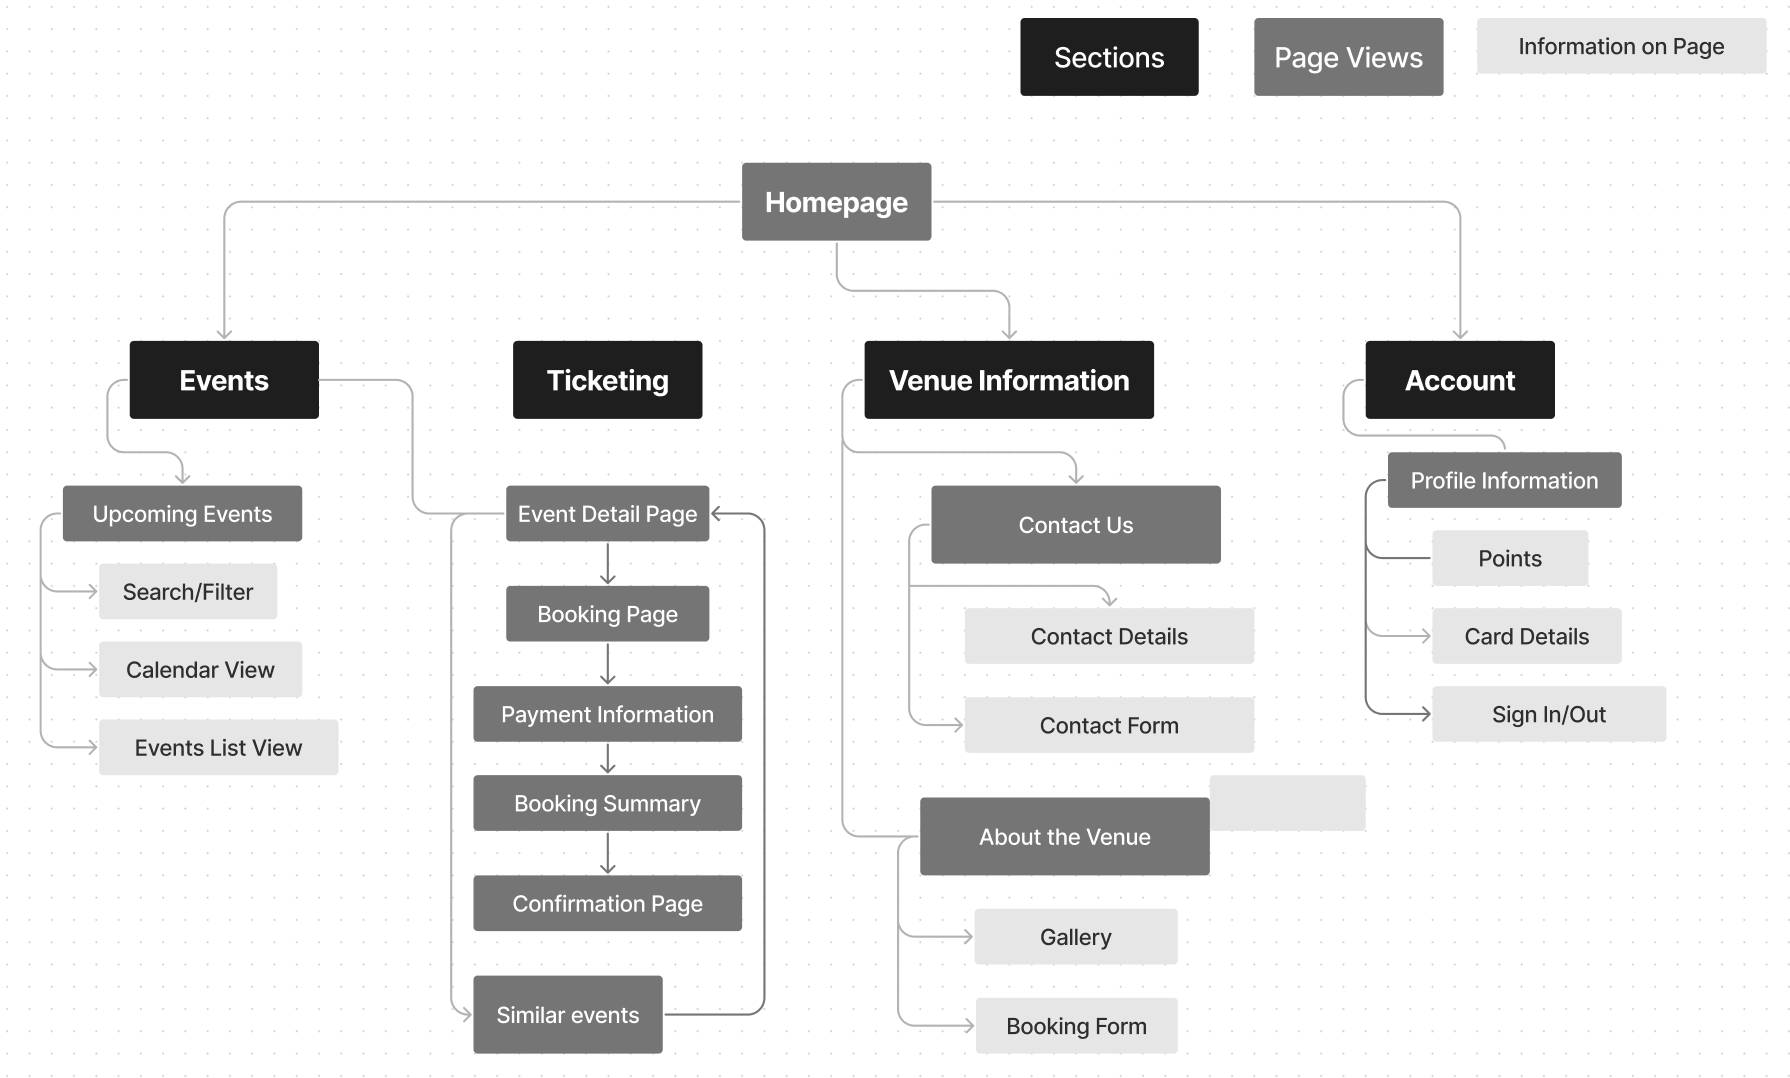 Sections
Page Views
Information on Page
Homepage
Events
Ticketing
Venue Information
Account
Upcoming Events
Search/Filter
Calendar View
Events List View
Event Detail Page
Booking Page
Payment Information
Booking Summary
Confirmation Page
Similar events
Contact Us
Contact Details
Contact Form
About the Venue
Gallery
Booking Form
Profile Information
Points
Card Details
Sign In/Out